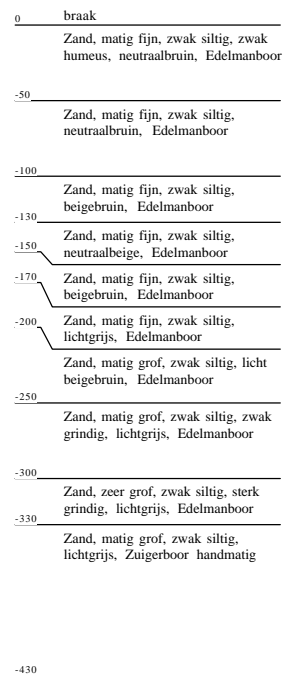 0 braak
Zand, matig fijn, zwak siltig, zwak
humeus, neutraalbruin, Edelmanboor
-50
Zand, matig fijn, zwak siltig,
neutraalbruin, Edelmanboor
-100
Zand, matig fijn, zwak siltig,
beigebruin, Edelmanboor
-130
Zand, matig fijn, zwak siltig,
neutraalbeige, Edelmanboor
-150
Zand, matig fijn, zwak siltig,
beigebruin, Edelmanboor
-170
Zand, matig fijn, zwak siltig,
lichtgrijs, Edelmanboor
-200
Zand, matig grof, zwak siltig, licht
beigebruin, Edelmanboor
-250
Zand, matig grof, zwak siltig, zwak
grindig, lichtgrijs, Edelmanboor
-300
Zand, zeer grof, zwak siltig, sterk
grindig, lichtgrijs, Edelmanboor
-330
Zand, matig grof, zwak siltig,
lichtgrijs, Zuigerboor handmatig
-430